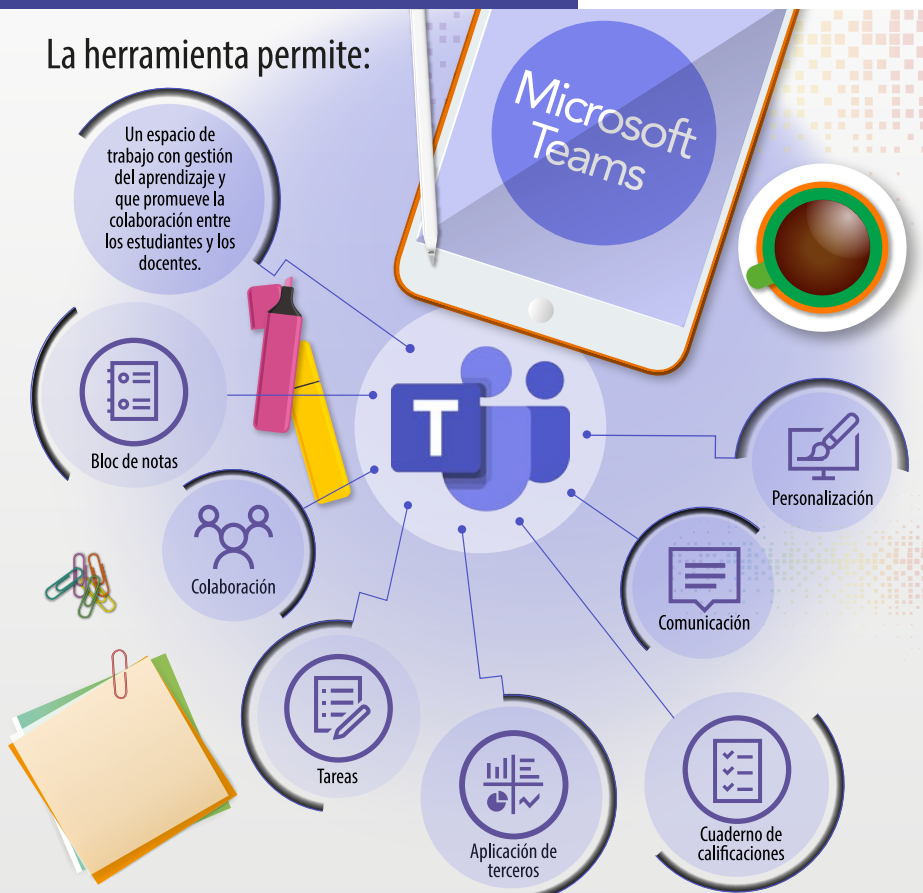 La herramienta permite:
Microsoft
Teams
Un espacio de
trabajo con gestión
del aprendizaje y
que promueve la
colaboración entre
los estudiantes y los
docentes.
T
Bloc de notas
Personalización
Colaboración
Comunicación
Tareas
Aplicación de
terceros
Cuaderno de
calificaciones